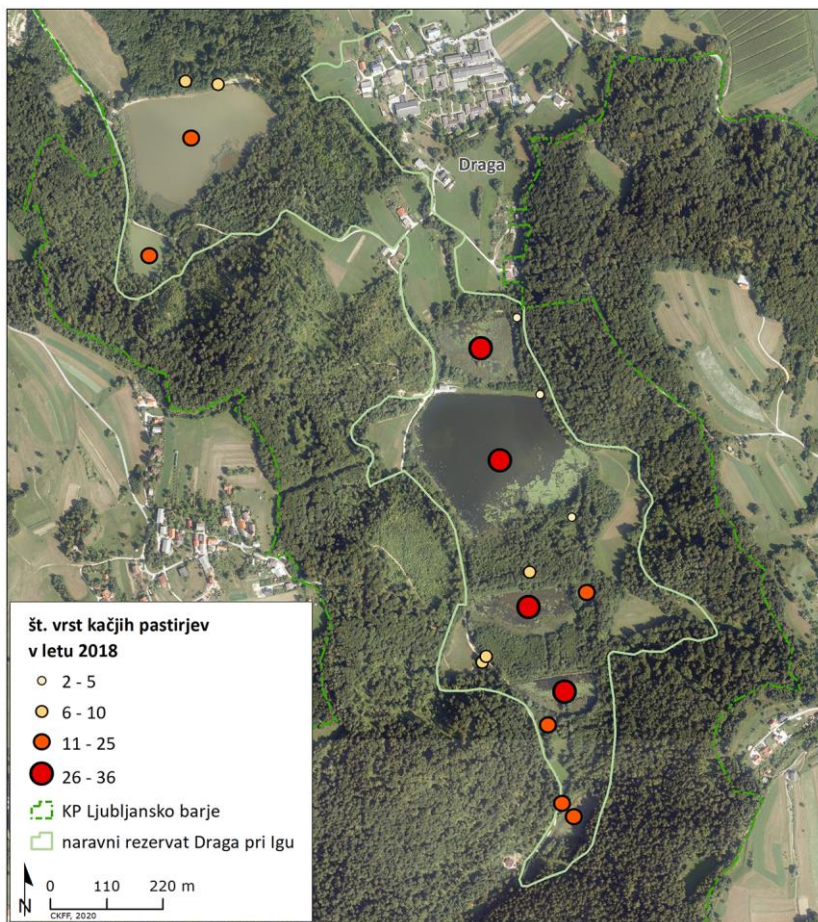 Draga
št. vrst kačjih pastirjev
v letu 2018
2 - 5
6 - 10
11 - 25
26 - 36
KP Ljubljansko barje
naravni rezervat Draga pri Igu
N
0 110 220 m
CKFF, 2020